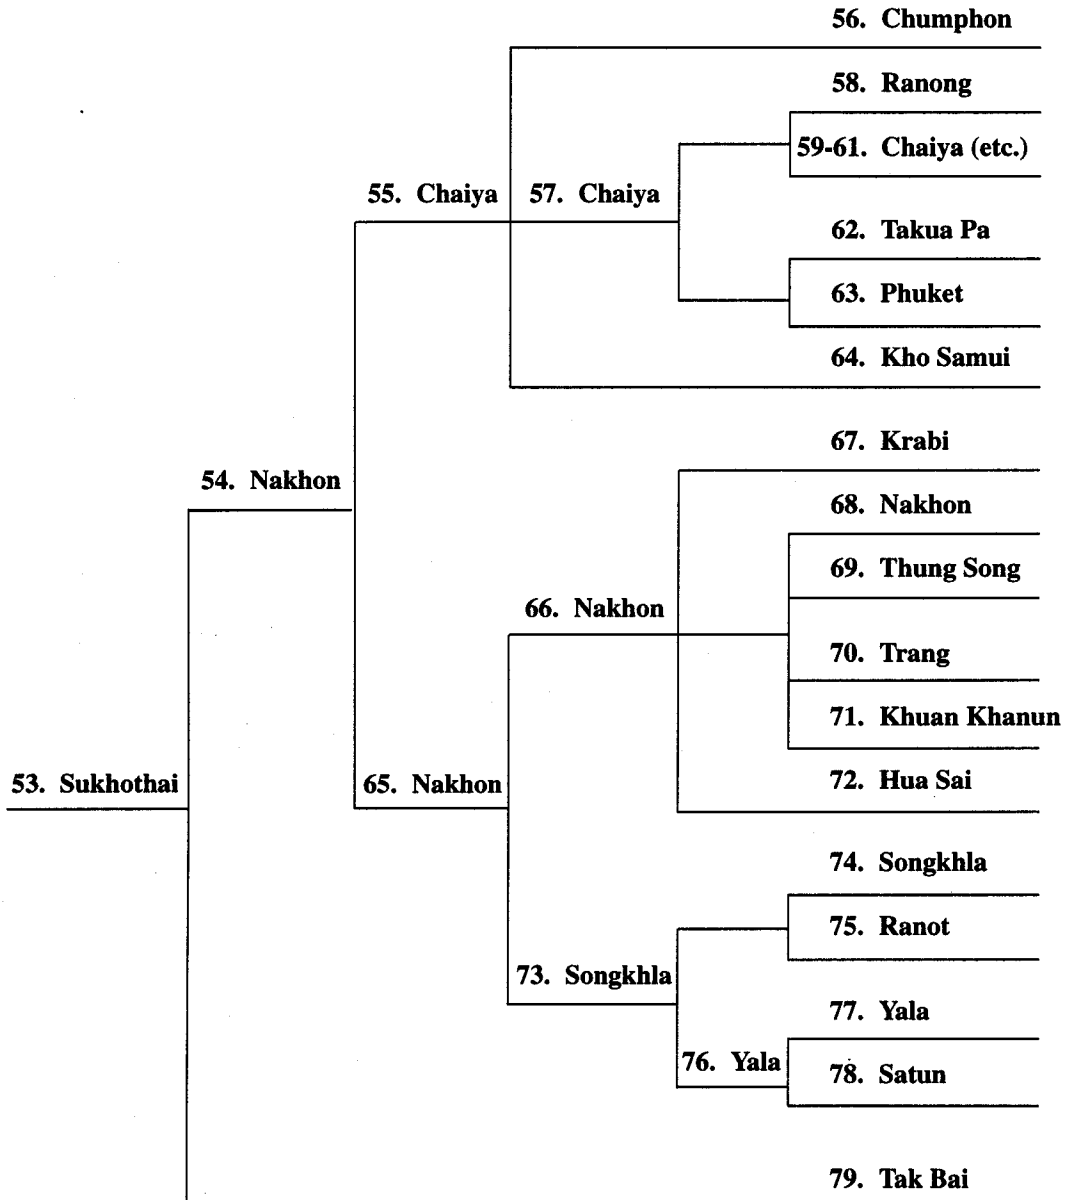 56. Chumphon
58. Ranong
59-61. Chaiya (etc.)
55. Chaiya
57. Chaiya
62. Takua Pa
63. Phuket
64. Kho Samui
67. Krabi
54. Nakhon
68. Nakhon
69. Thung Song
66. Nakhon
70. Trang
71. Khuan Khanun
53. Sukhothai
65. Nakhon
72. Hua Sai
74. Songkhla
75. Ranot
73. Songkhla
77. Yala
76. Yala
78. Satun
79. Tak Bai